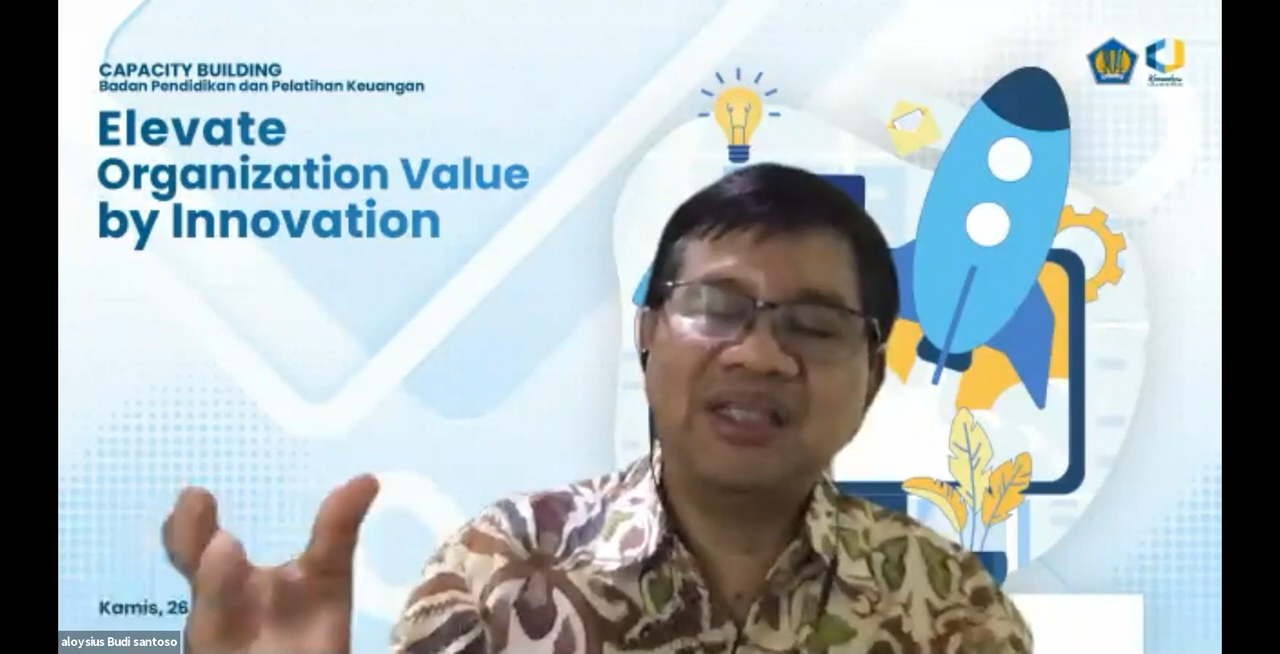 CAPACITY BUILDING
Badan Pendidikan dan Pelatihan Keuangan
Elevate
Organization Value
by Innovation
Kamis, 26
aloysius Budi santoso